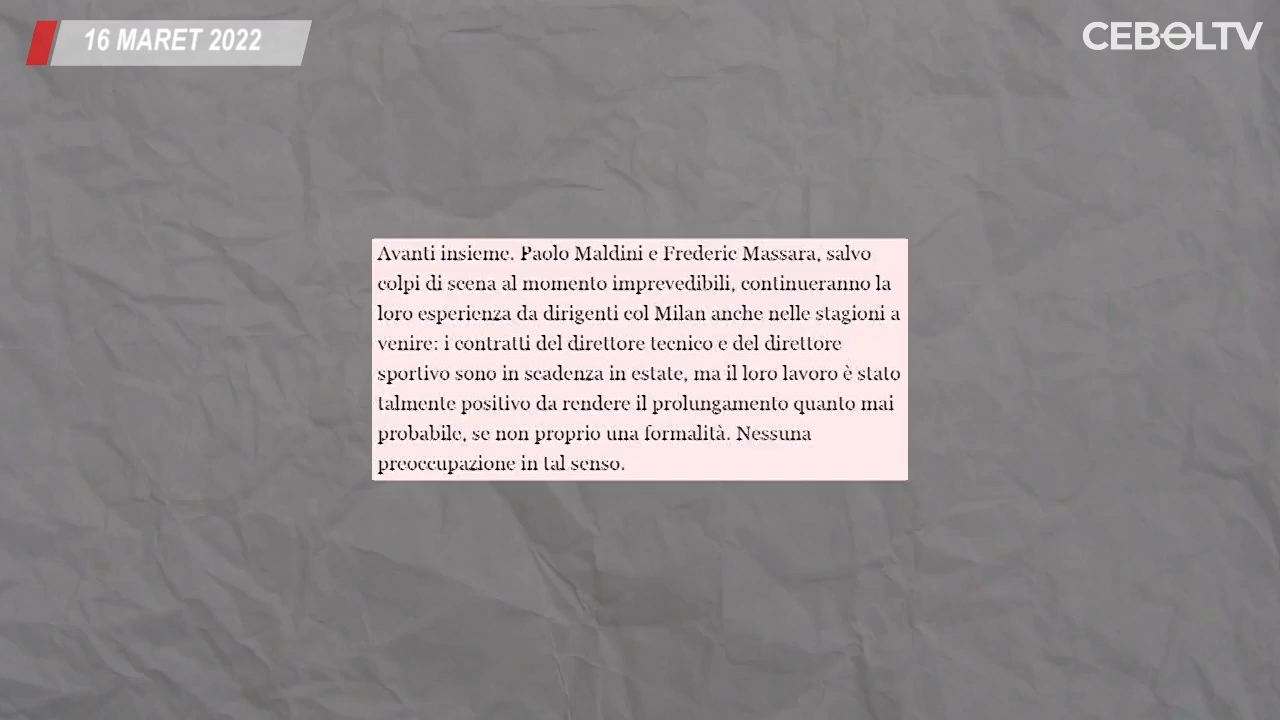 16 MARET 2022
CEBOLTV
Avanti insieme. Paolo Maldini e Frederic Massara, salvo
colpi di scena al momento imprevedibili, continueranno la
loro esperienza da dirigenti col Milan anche nelle stagioni a
venire: i contratti del direttore tecnico e del direttore
sportivo sono in scadenza in estate, ma il loro lavoro è stato
talmente positivo da rendere il prolungamento quanto mai
probabile, se non proprio una formalità. Nessuna
preoccupazione in tal senso.